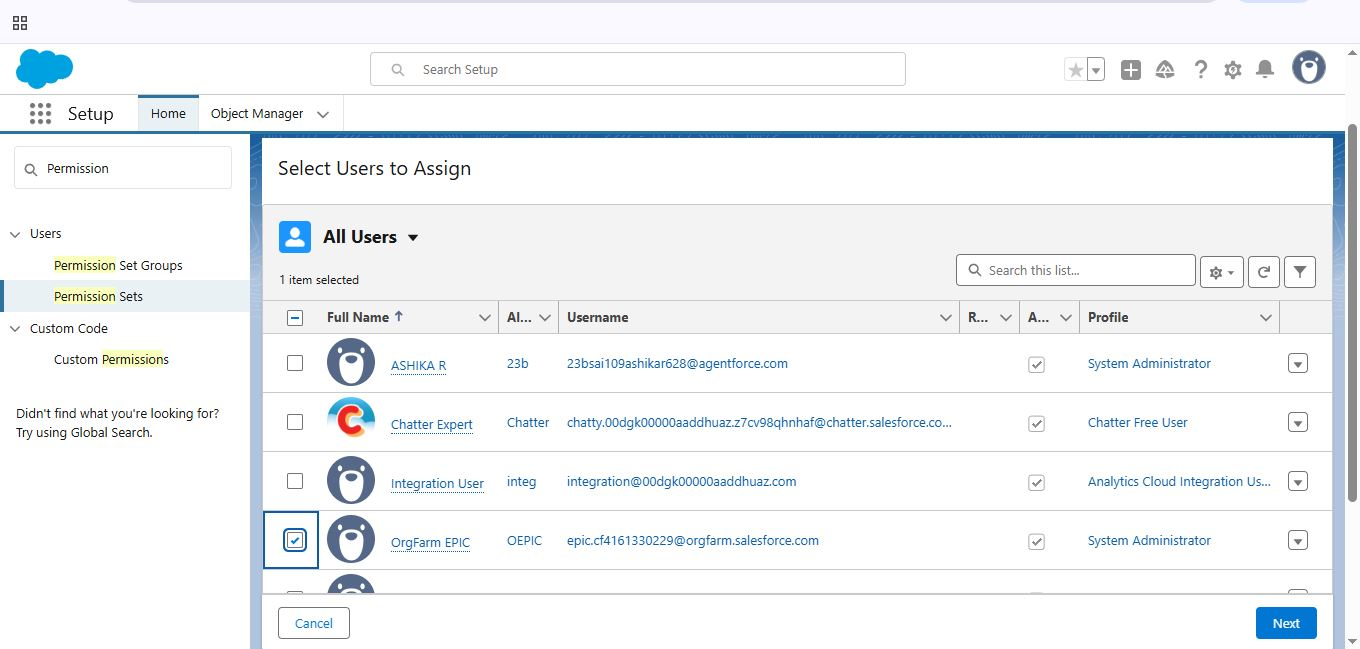 Search Setup
Setup
Home
Object Manager
Permission
Users
Permission Set Groups
Permission Sets
Custom Code
Custom Permissions
Didn't find what you're looking for?
Try using Global Search.
Select Users to Assign
All Users
1 item selected
Search this list...
Full Name Al... Username R... A... Profile
ASHIKA R 23b 23bsai109ashikar628@agentforce.com System Administrator
Chatter Expert Chatter chatty.00dgk00000aaddhuaz.z7cv98qhnhaf@chatter.salesforce.co... Chatter Free User
Integration User integ integration@00dgk00000aaddhuaz.com Analytics Cloud Integration Us...
OrgFarm EPIC OEPIC epic.cf4161330229@orgfarm.salesforce.com System Administrator
Cancel
Next